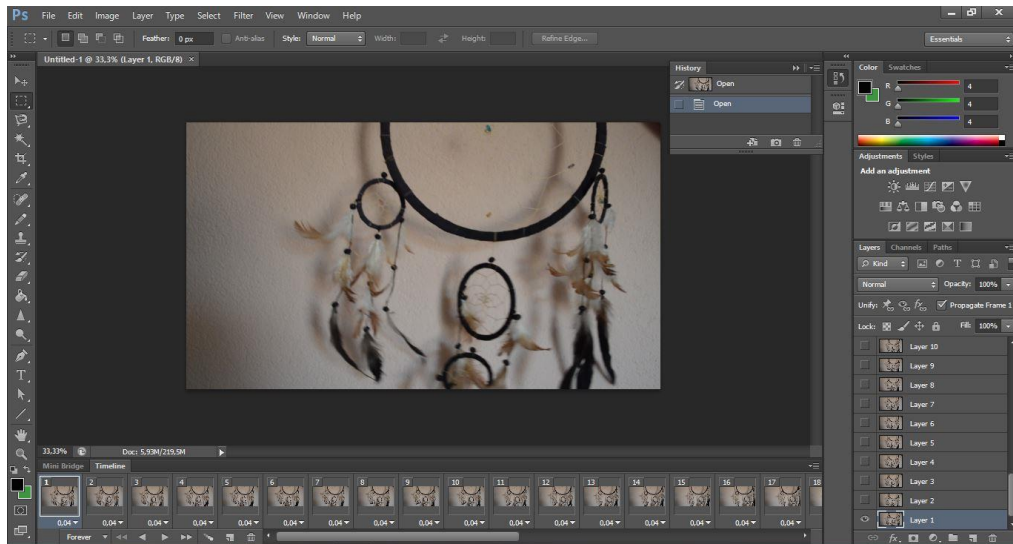 Ps File Edit Image Layer Type Select Filter View Window Help
Feather: 0 px Anti-alias Style: Normal Width: Height: Refine Edge... Essentials
Untitled-1 @ 33,3% (Layer 1, RGB/8) ×
History
Open
Open
Color Swatches
R 4
G 4
B 4
Adjustments Styles
Add an adjustment
Layers Channels Paths
Kind
Normal Opacity: 100%
Unify: Propagate Frame 1
Lock: Fill: 100%
Layer 10
Layer 9
Layer 8
Layer 7
Layer 6
Layer 5
Layer 4
Layer 3
Layer 2
Layer 1
33,33% Doc: 5,93M/219,5M
Mini Bridge Timeline
1 2 3 4 5 6 7 8 9 10 11 12 13 14 15 16 17 18
0,04 0,04 0,04 0,04 0,04 0,04 0,04 0,04 0,04 0,04 0,04 0,04 0,04 0,04 0,04 0,04 0,04
Forever